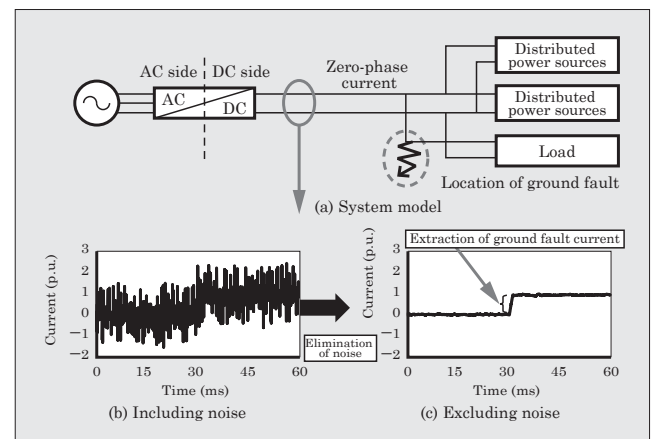 AC side
DC side
Zero-phase
current
Distributed
power sources
AC
DC
Distributed
power sources
Load
Location of ground fault
(a) System model
3
2
1
0
−1
−2
Current (p.u.)
0
15
30
45
60
Time (ms)
(b) Including noise
Elimination
of noise
Extraction of ground fault current
3
2
1
0
−1
−2
Current (p.u.)
0
15
30
45
60
Time (ms)
(c) Excluding noise